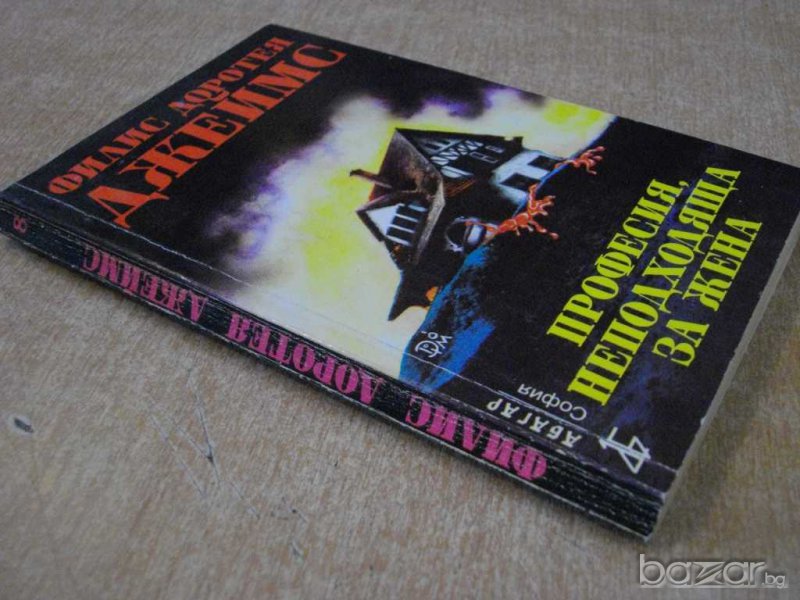 ФИЛИС ДОРОТЕЯ
ДЖЕЙМС
ПРОФЕСИЯ,
НЕПОДХОДЯЩА
ЗА ЖЕНА
АБАГАР
София
8
ФИЛИС ДОРОТЕЯ ДЖЕЙМС
bazar.bg